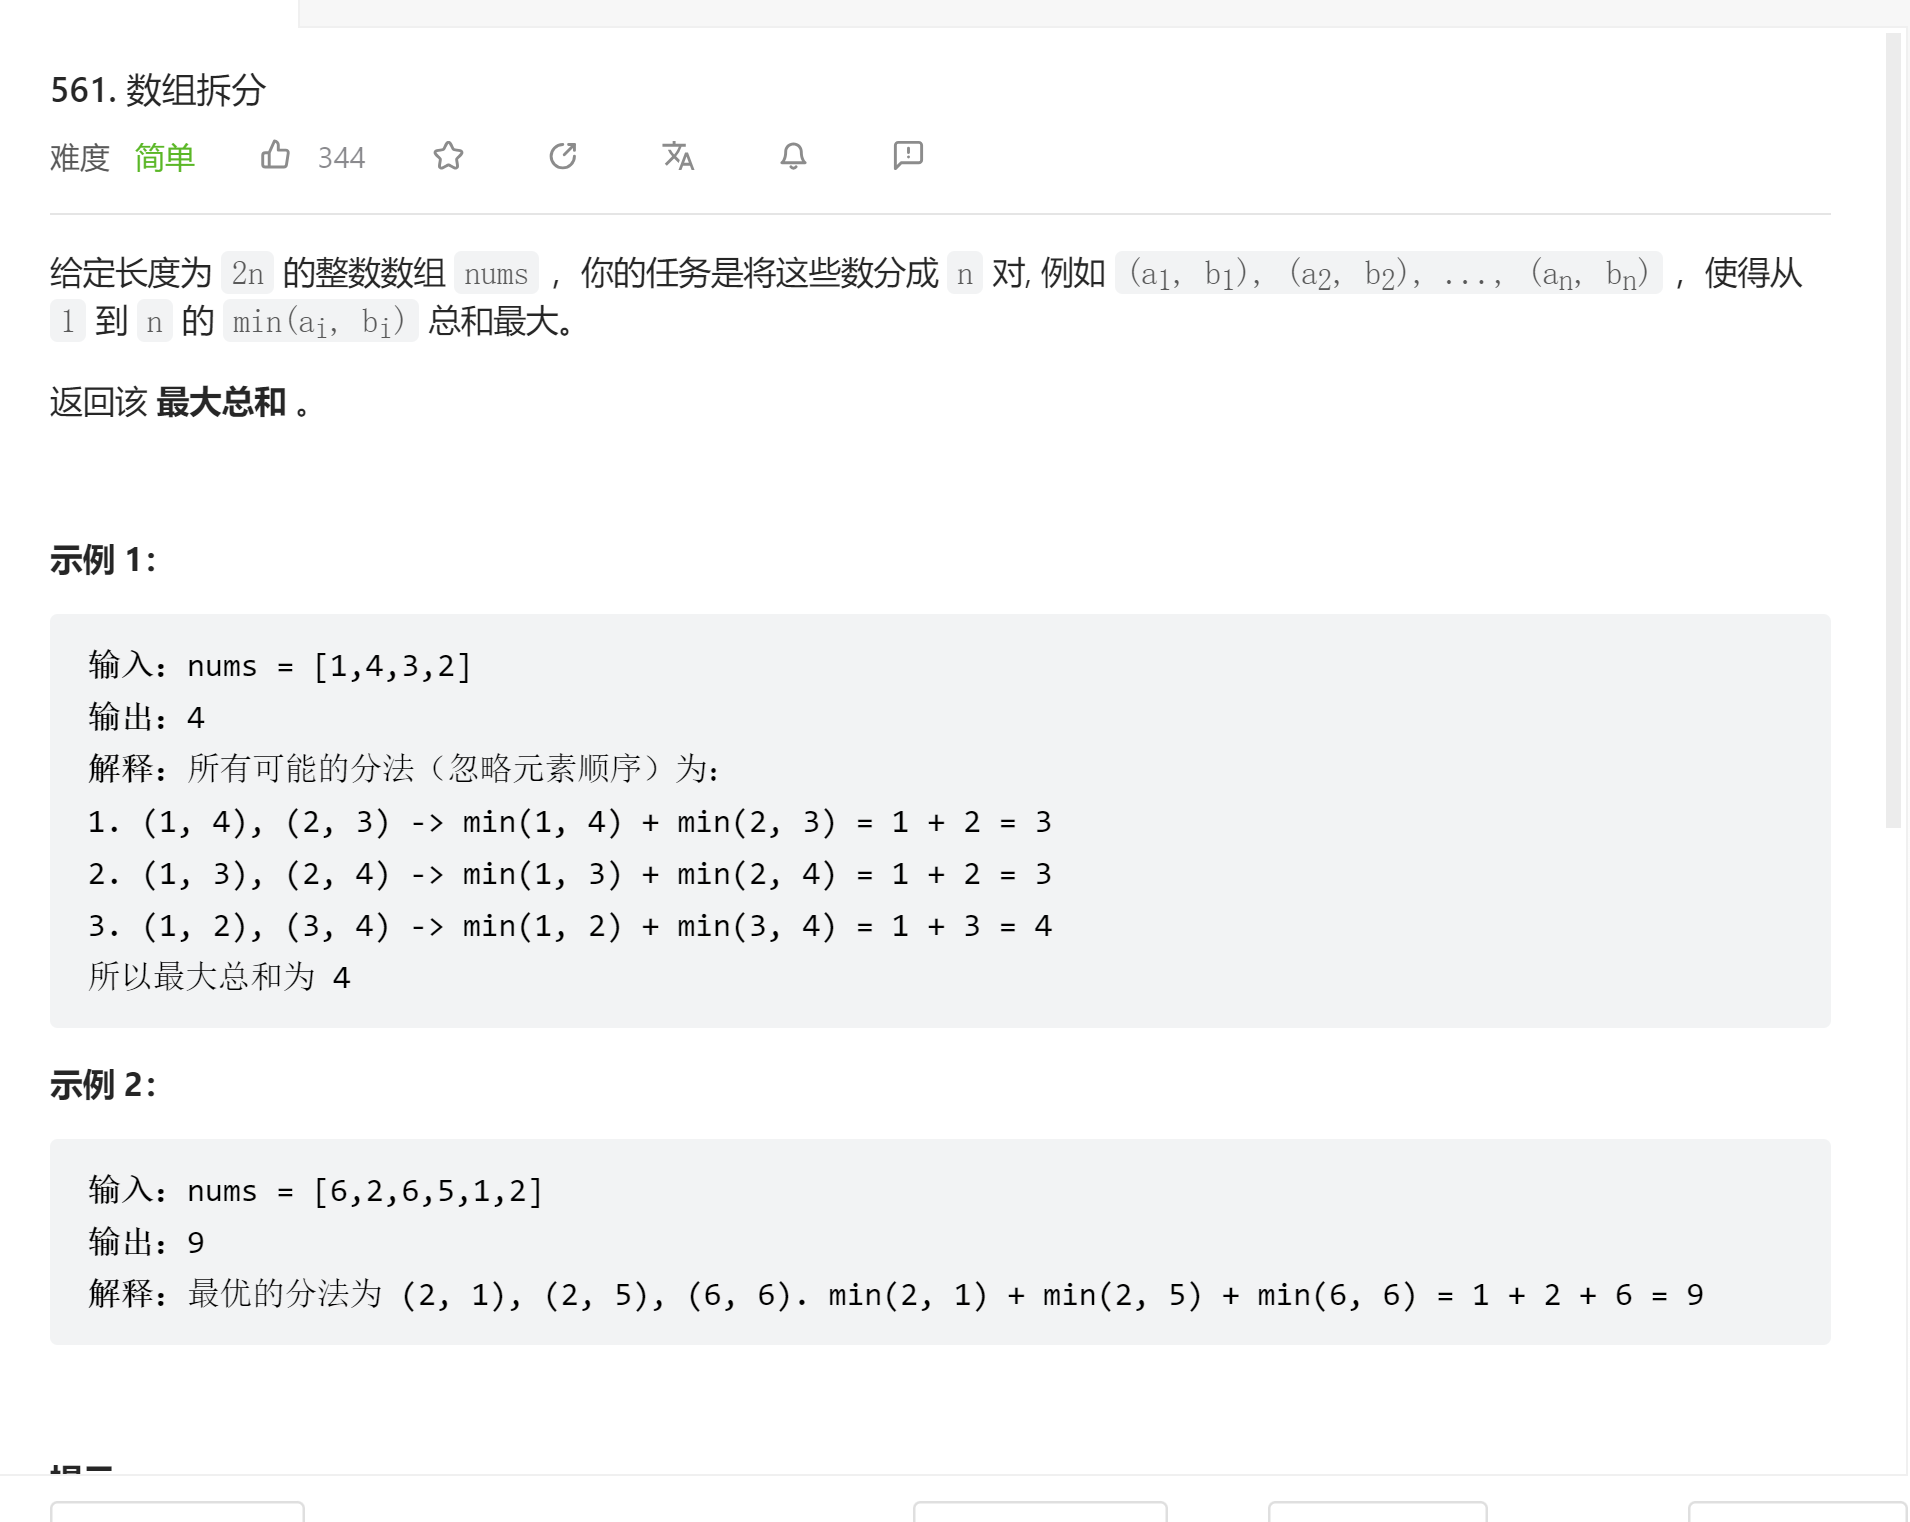 561. 数组拆分
难度 简单 344
给定长度为 2n 的整数数组 nums ，你的任务是将这些数分成 n 对, 例如 (a1, b1), (a2, b2), ..., (an, bn) ，使得从
1 到 n 的 min(ai, bi) 总和最大。
返回该 最大总和 。
示例 1：
输入：nums = [1,4,3,2]
输出：4
解释：所有可能的分法（忽略元素顺序）为：
1. (1, 4), (2, 3) -> min(1, 4) + min(2, 3) = 1 + 2 = 3
2. (1, 3), (2, 4) -> min(1, 3) + min(2, 4) = 1 + 2 = 3
3. (1, 2), (3, 4) -> min(1, 2) + min(3, 4) = 1 + 3 = 4
所以最大总和为 4
示例 2：
输入：nums = [6,2,6,5,1,2]
输出：9
解释：最优的分法为 (2, 1), (2, 5), (6, 6). min(2, 1) + min(2, 5) + min(6, 6) = 1 + 2 + 6 = 9